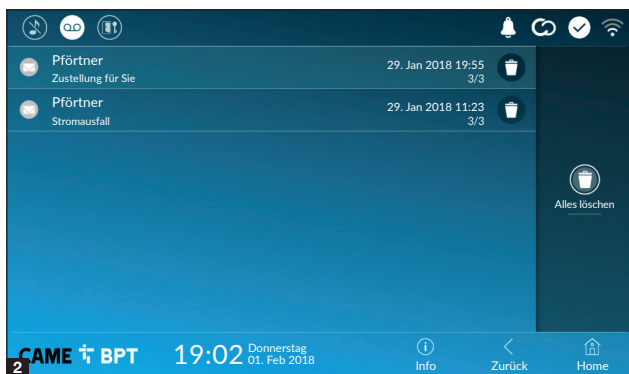 Pförtner
Zustellung für Sie
29. Jan 2018 19:55
3/3
Pförtner
Stromausfall
29. Jan 2018 11:23
3/3
Alles löschen
CAME BPT
19:02
Donnerstag
01. Feb 2018
Info
Zurück
Home
2